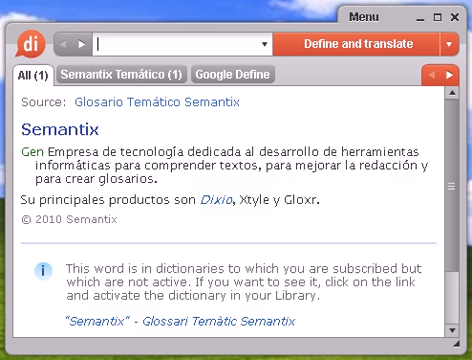 Menu
di
Define and translate
All (1)
Semantix Temático (1)
Google Define
Source: Glosario Temático Semantix
Semantix
Gen Empresa de tecnología dedicada al desarrollo de herramientas
informáticas para comprender textos, para mejorar la redacción y
para crear glosarios.
Su principales producton son Dixio, Xtyle y Gloxr.
© 2010 Semantix
This word is in dictionaries to which you are subscribed but
which are not active. If you want to see it, click on the link
and activate the dictionary in your Library.
"Semantix" - Glossari Temàtic Semantix